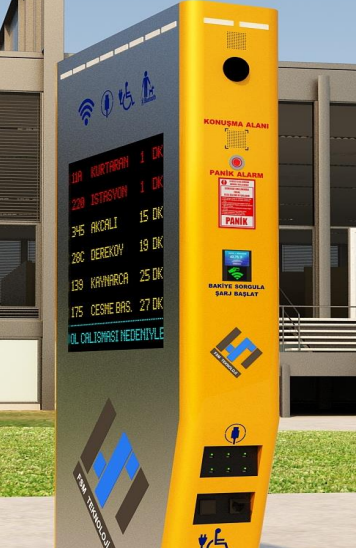 11A KURTARAN 1 DK
220 ISTASYON 1 DK
345 AKCALI 15 DK
28C DEREKOY 19 DK
139 KAYNARCA 25 DK
175 CESME BAS. 27 DK
OL CALISMASI NEDENIYLE
FSM TEKNOLOJI
KONUŞMA ALANI
PANİK ALARM
PANİK
BAKİYE SORGULA
ŞARJ BAŞLAT
FSM TEKNOLOJI